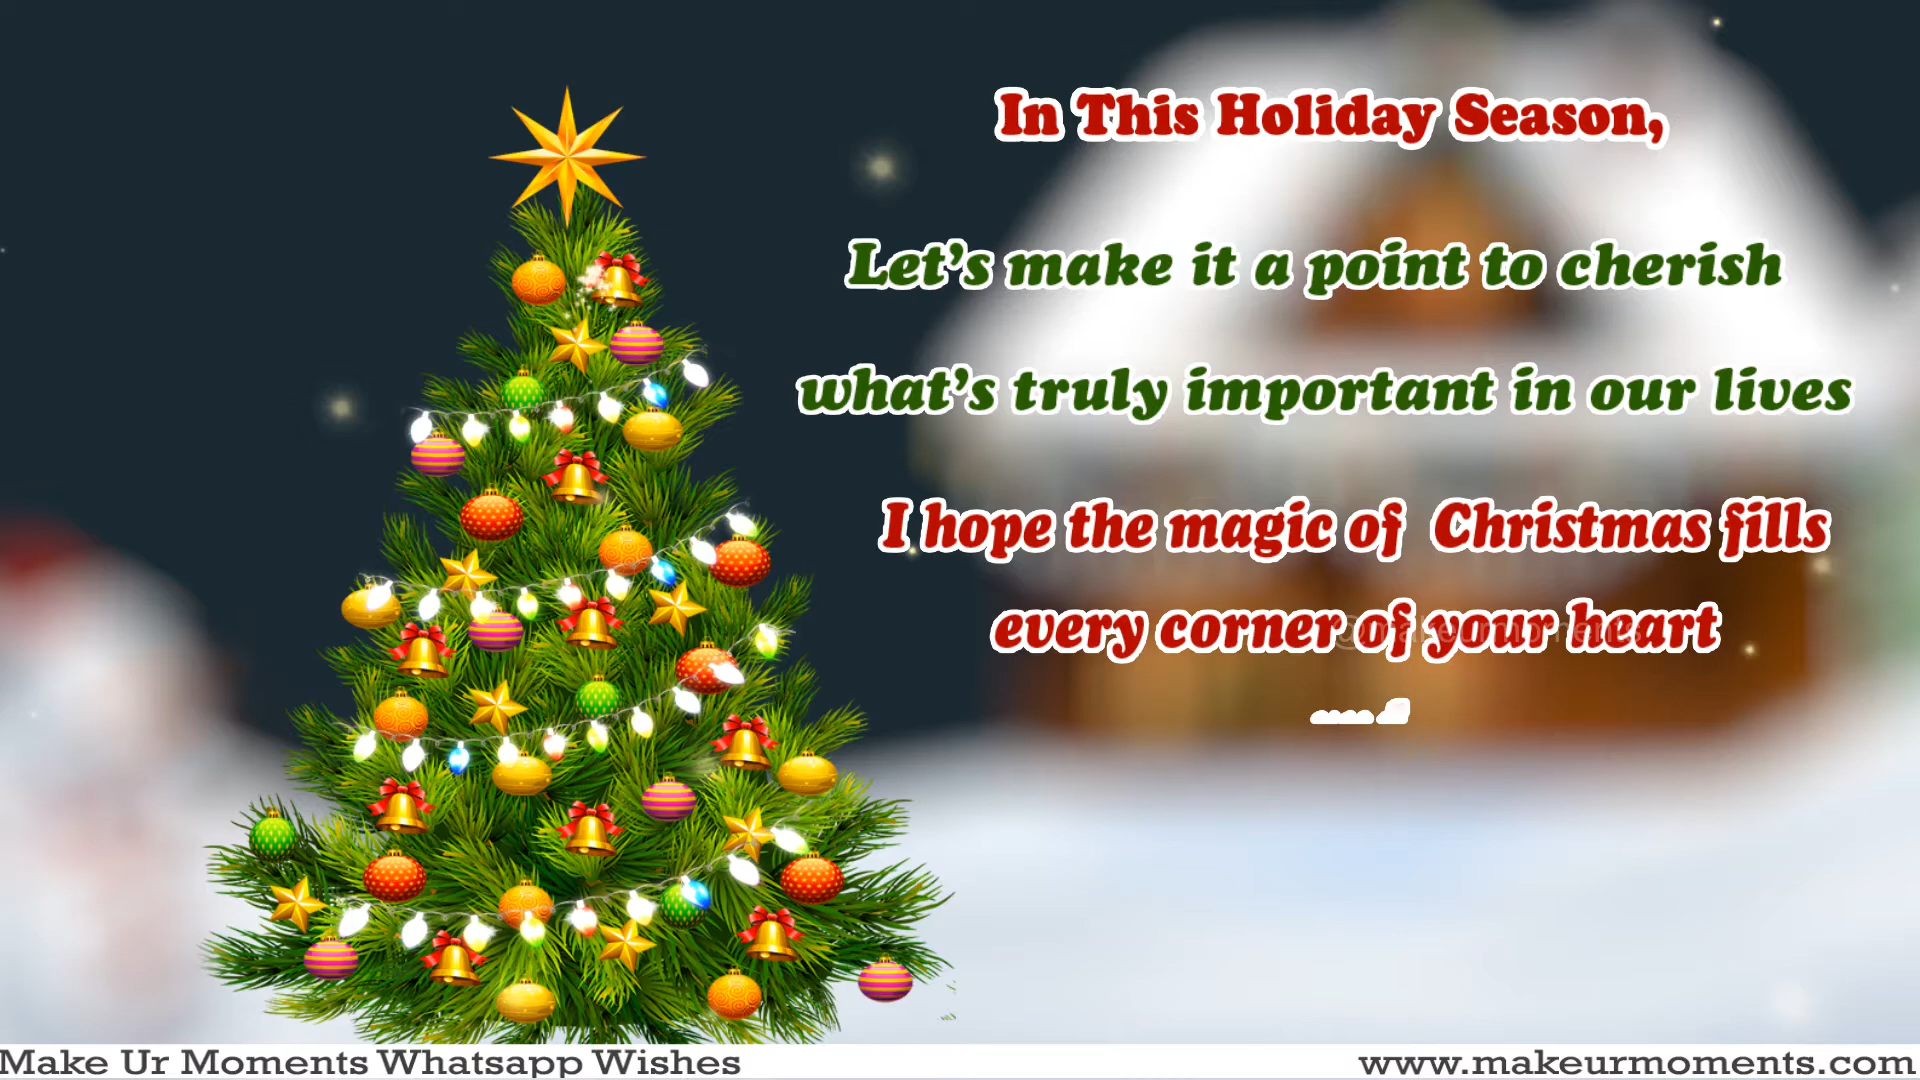 In This Holiday Season,
Let's make it a point to cherish
what's truly important in our lives
I hope the magic of Christmas fills
every corner of your heart
@makeurmoments
Make Ur Moments Whatsapp Wishes
www.makeurmoments.com